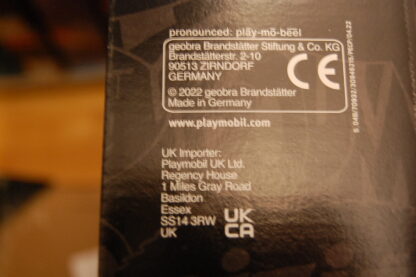 pronounced: plāy-mō-bēēl
geobra Brandstätter Stiftung & Co. KG
Brandstätterstr. 2-10
90513 ZIRNDORF
GERMANY
CE
© 2022 geobra Brandstätter
Made in Germany
www.playmobil.com
UK Importer:
Playmobil UK Ltd.
Regency House
1 Miles Gray Road
Basildon
Essex
SS14 3RW
UK
UK
CA